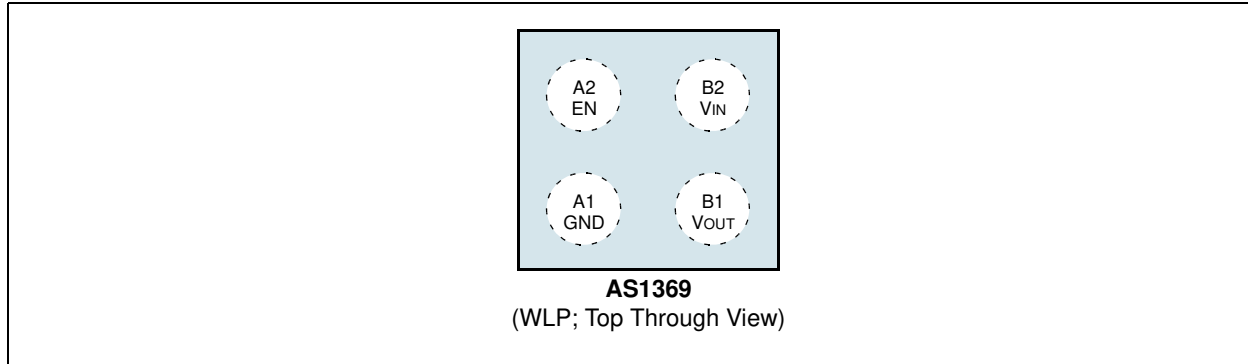 A2
EN
B2
VIN
A1
GND
B1
VOUT
AS1369
(WLP; Top Through View)